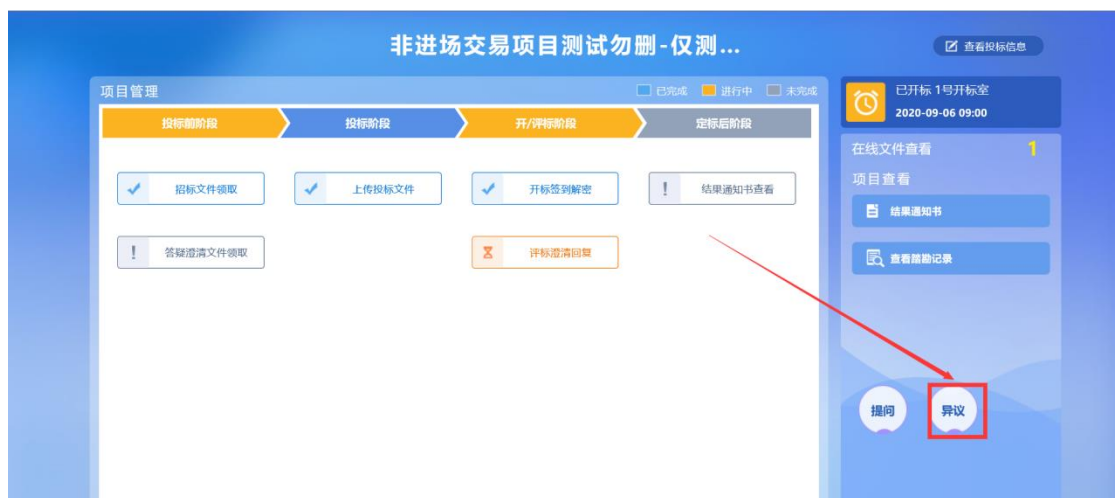 非进场交易项目测试勿删-仅测...
查看投标信息
项目管理
已完成 进行中 未完成
投标前阶段 投标阶段 开/评标阶段 定标后阶段
招标文件领取 上传投标文件 开标签到解密 结果通知书查看
答疑澄清文件领取 评标澄清回复
已开标 1号开标室
2020-09-06 09:00
在线文件查看 1
项目查看
结果通知书
查看踏勘记录
提问 异议